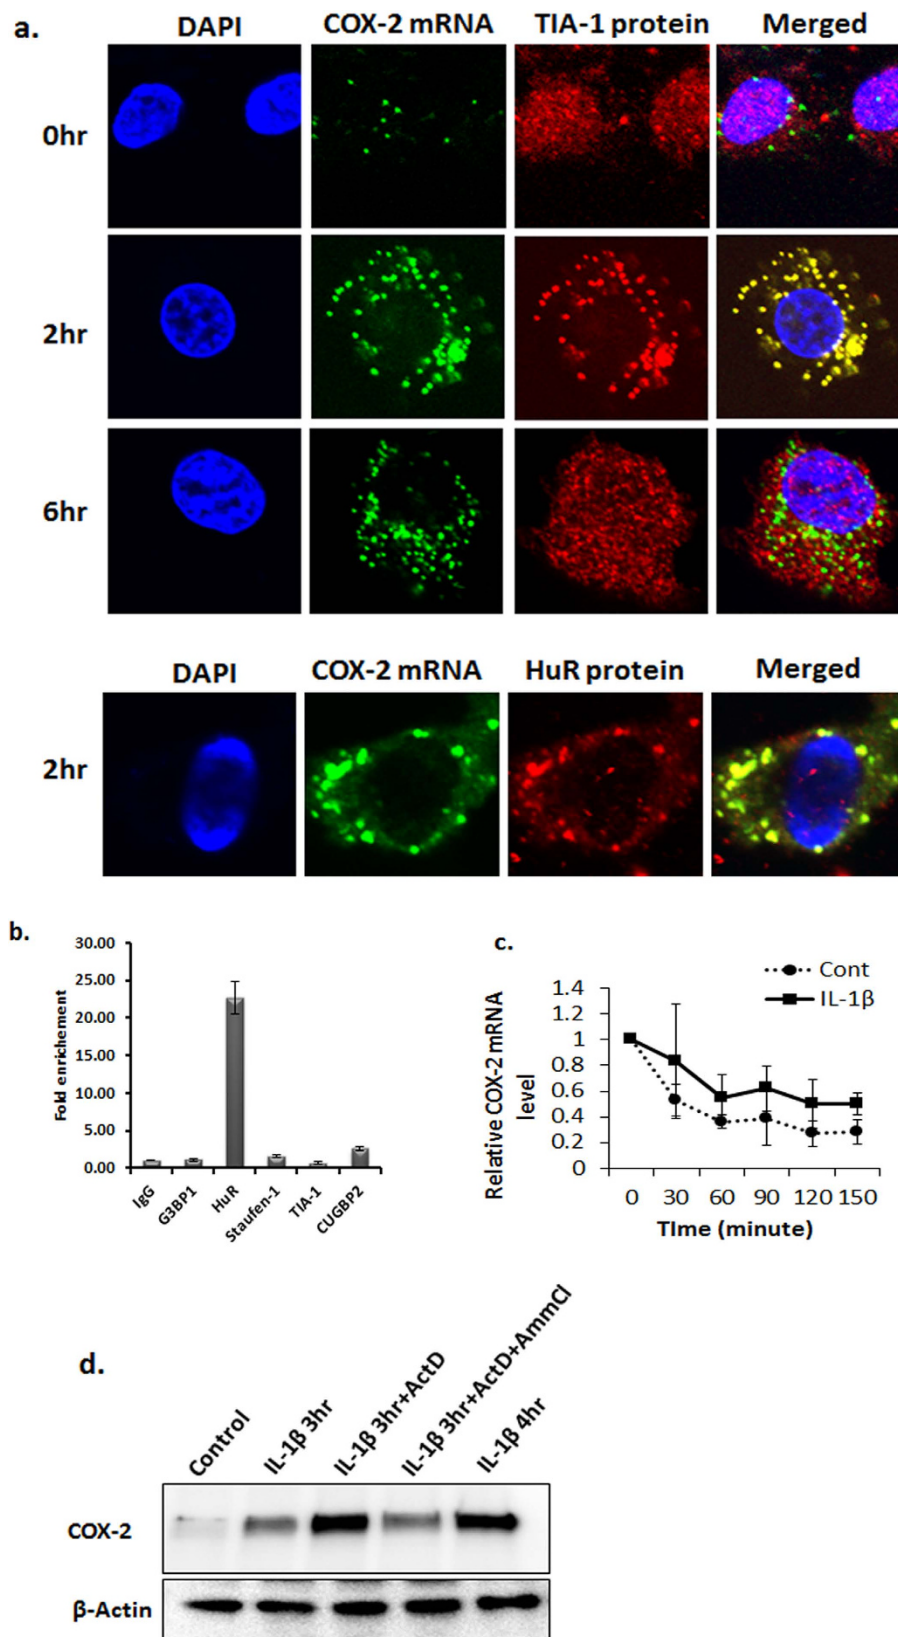 a.
DAPI COX-2 mRNA TIA-1 protein Merged
0hr
2hr
6hr
DAPI COX-2 mRNA HuR protein Merged
2hr
b.
Fold enrichement
30.00
25.00
20.00
15.00
10.00
5.00
0.00
IgG G3BP1 HuR Staufen-1 TIA-1 CUGBP2
c.
Cont
IL-1β
Relative COX-2 mRNA
level
1.4
1.2
1
0.8
0.6
0.4
0.2
0
0 30 60 90 120 150
TIme (minute)
d.
Control IL-1β 3hr IL-1β 3hr+ActD IL-1β 3hr+ActD+AmmCl IL-1β 4hr
COX-2
β-Actin